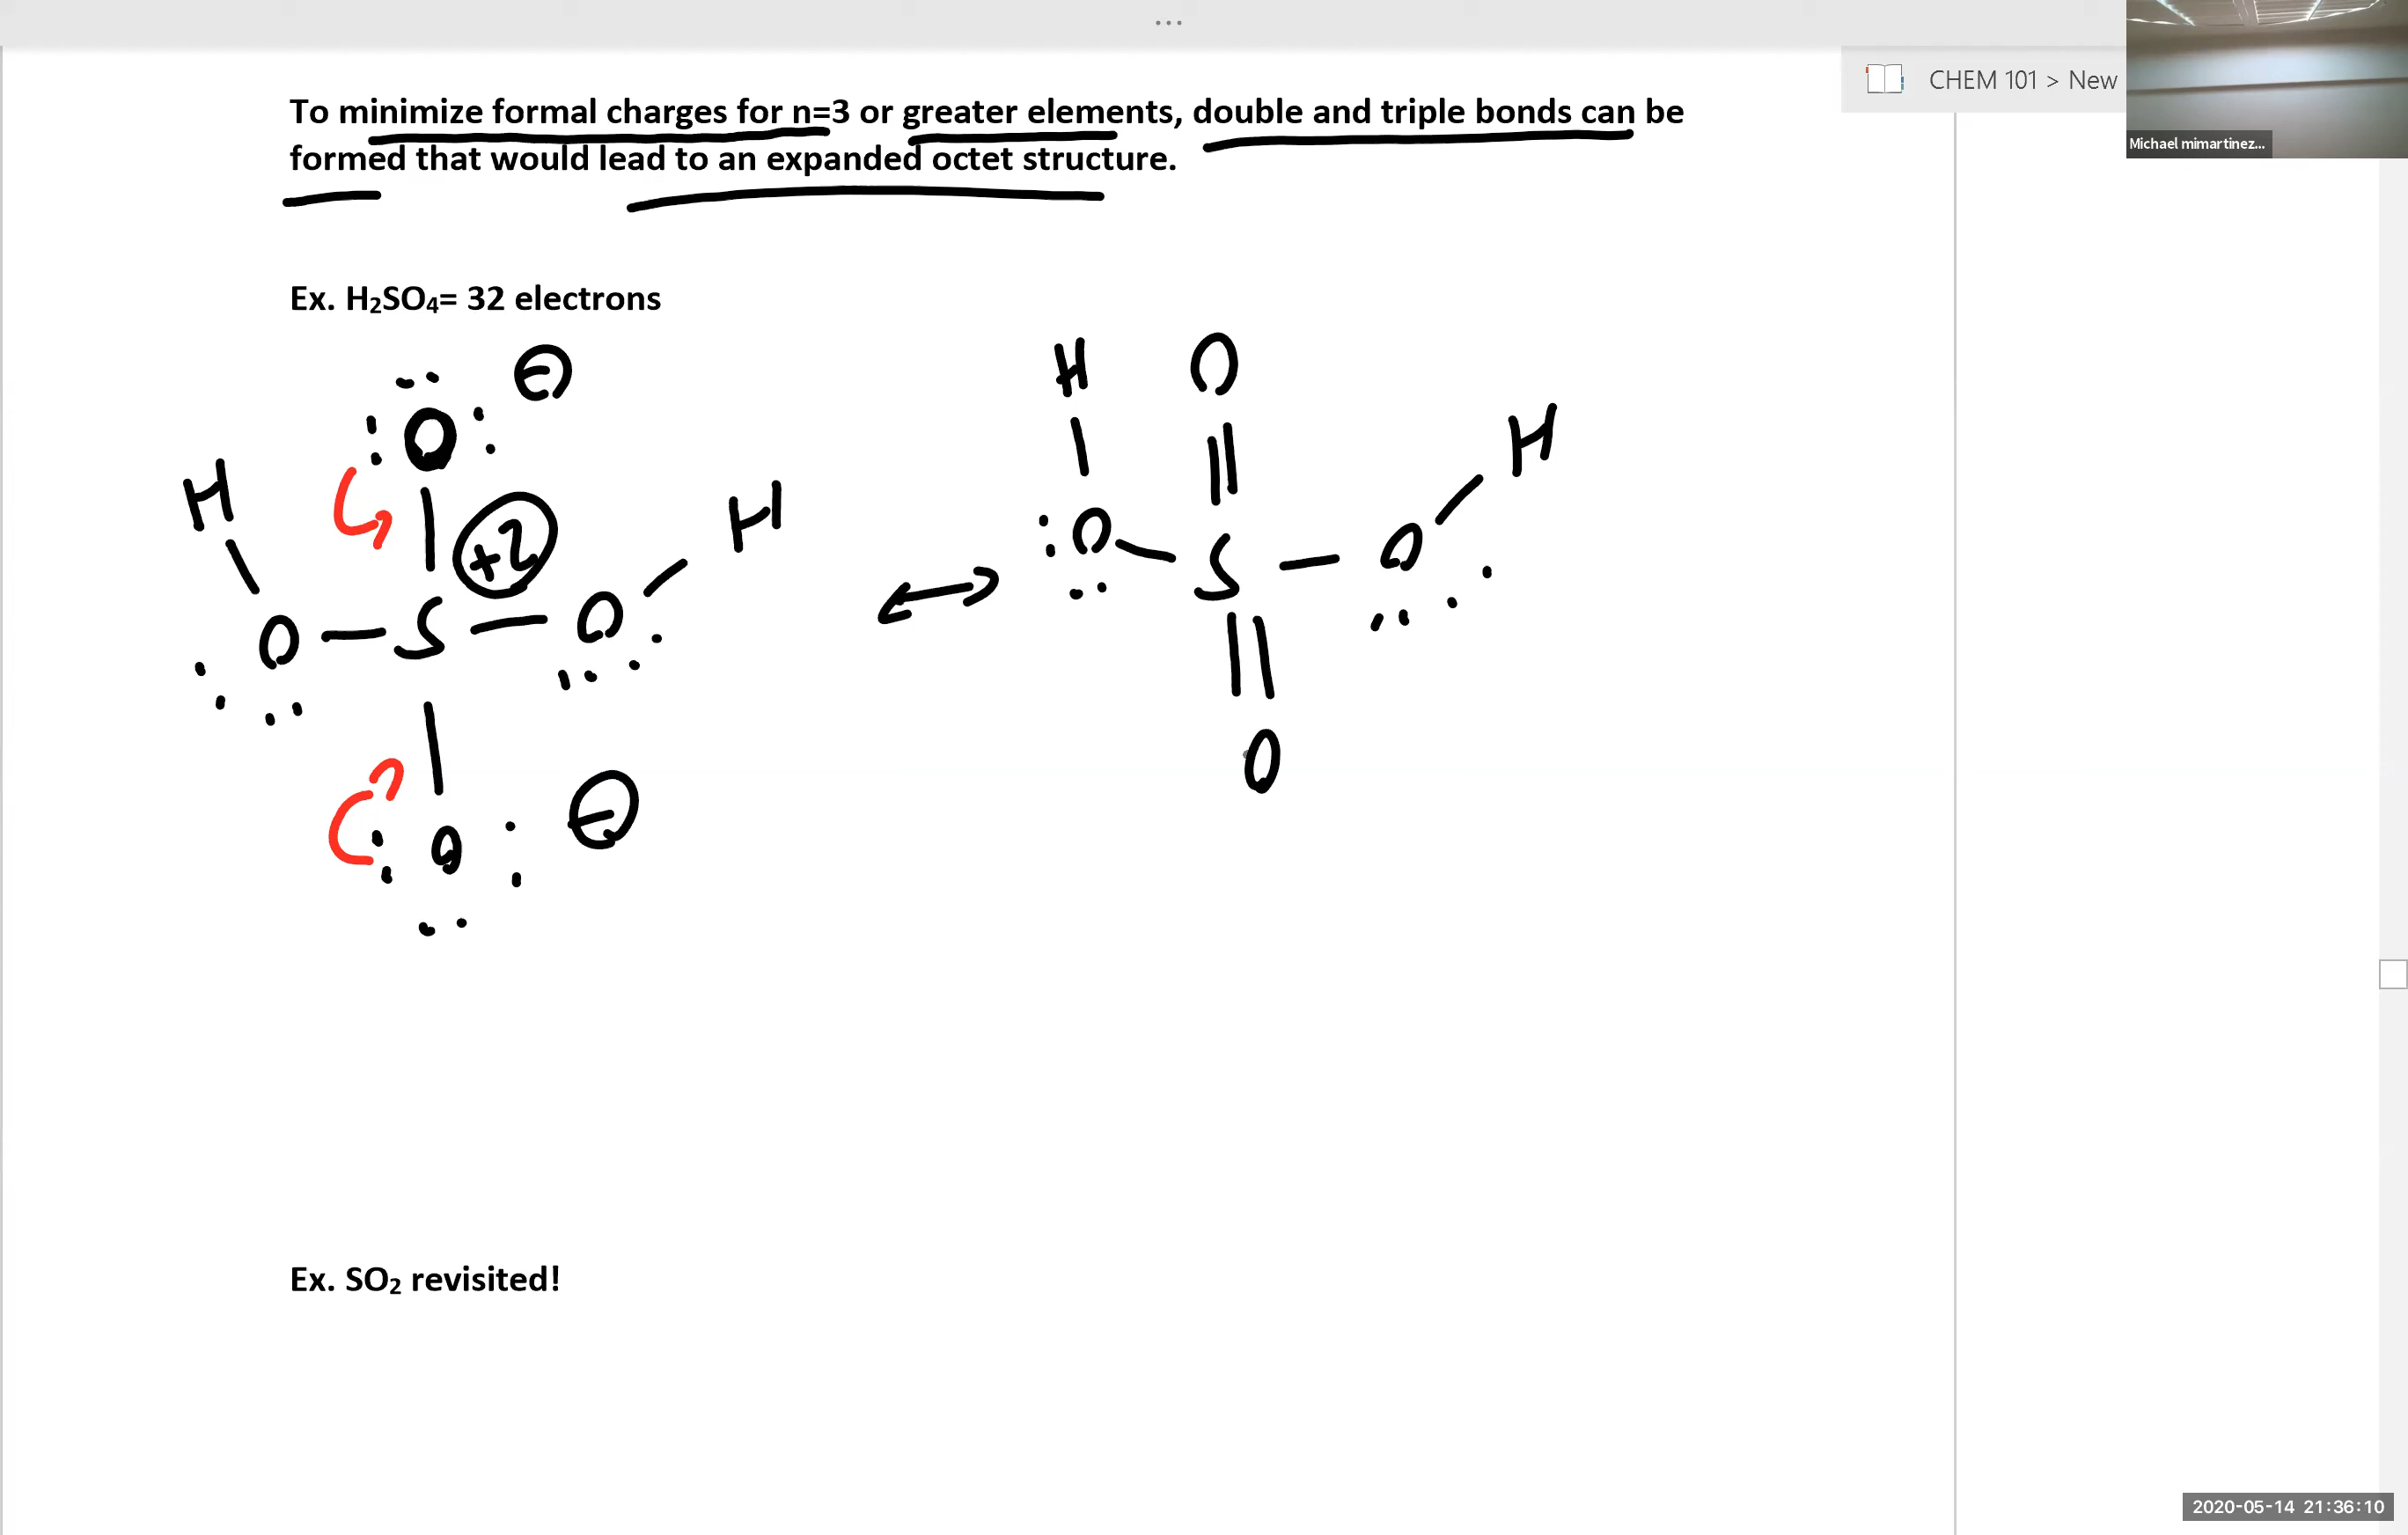 ...
CHEM 101 > New
Michael mimartinez...
To minimize formal charges for n=3 or greater elements, double and triple bonds can be
formed that would lead to an expanded octet structure.
Ex. H₂SO₄= 32 electrons
O ⊖
H
+2
H
O — S — O
O ⊖
H O
H
O S — O
O
Ex. SO₂ revisited!
2020-05-14 21:36:10